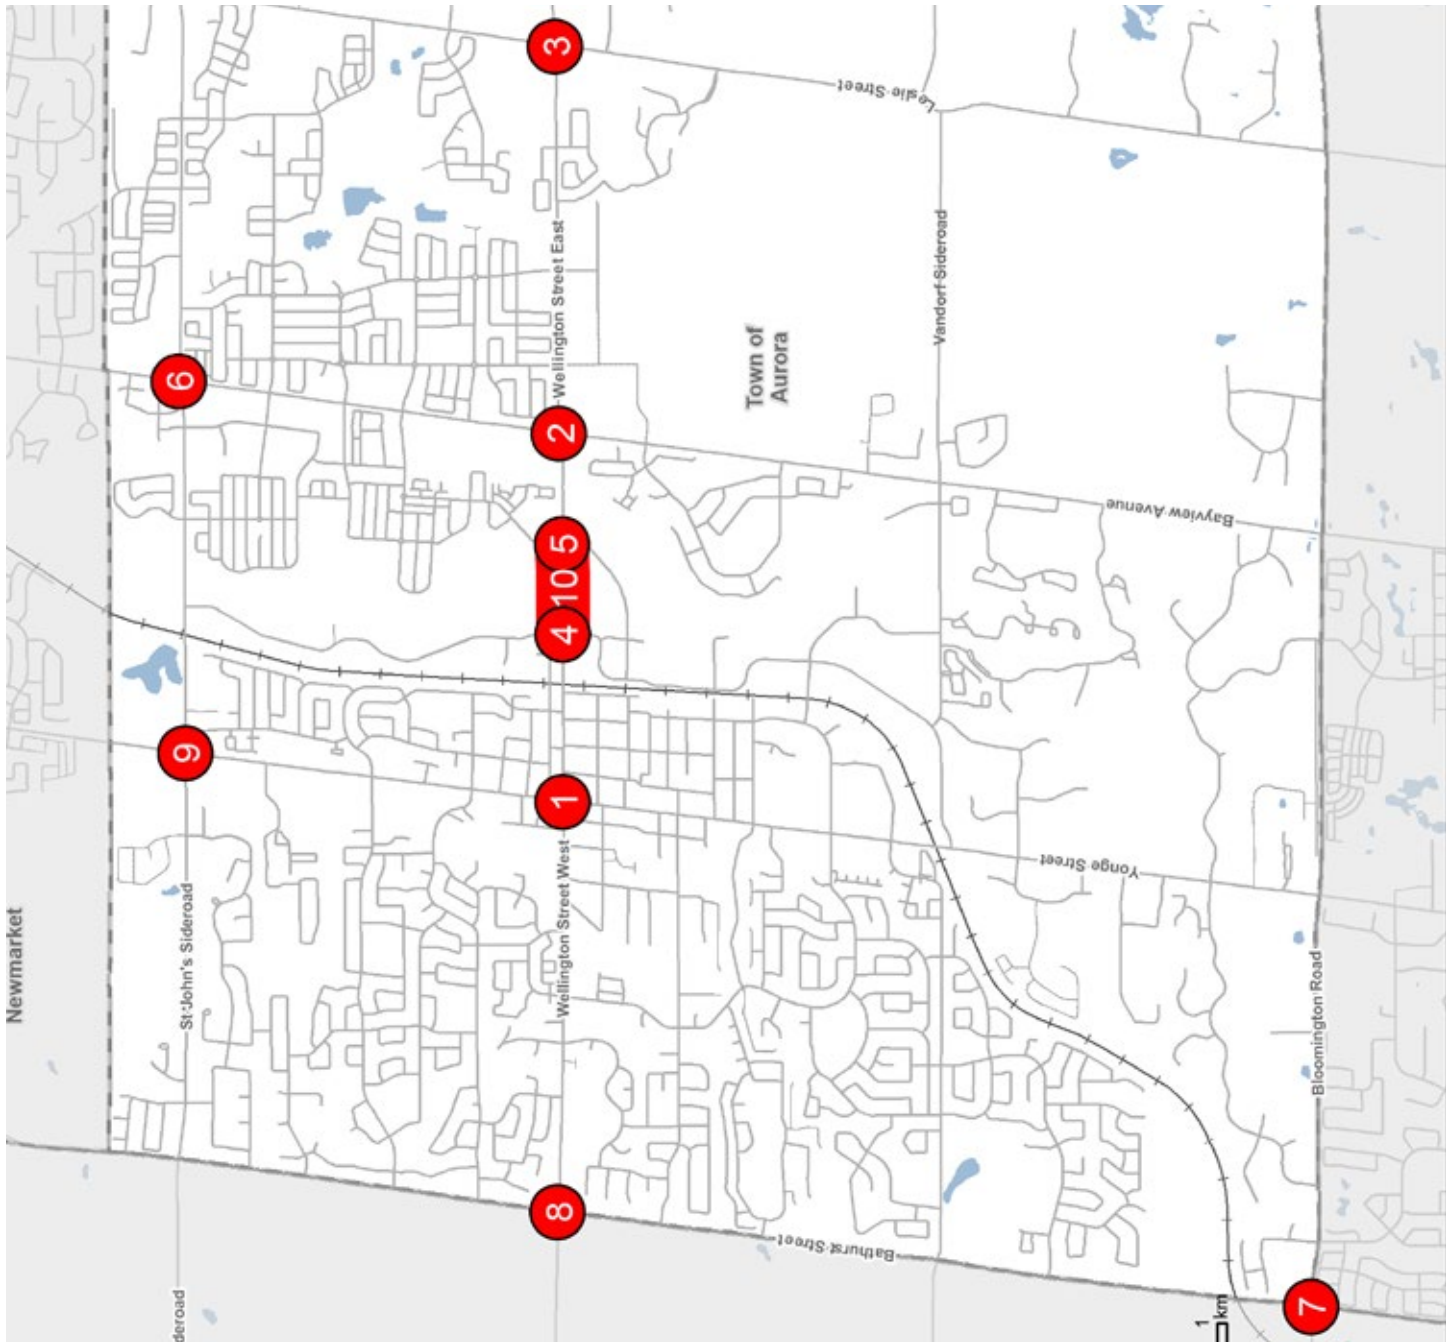 Newmarket
deroad
St John's Sideroad
9
6
8
Wellington Street West
1
4
10
5
2
Wellington Street East
3
Town of
Aurora
Bathurst Street
Leslie Street
Vandorf Sideroad
Yonge Street
Bayview Avenue
1
km
7
Bloomington Road